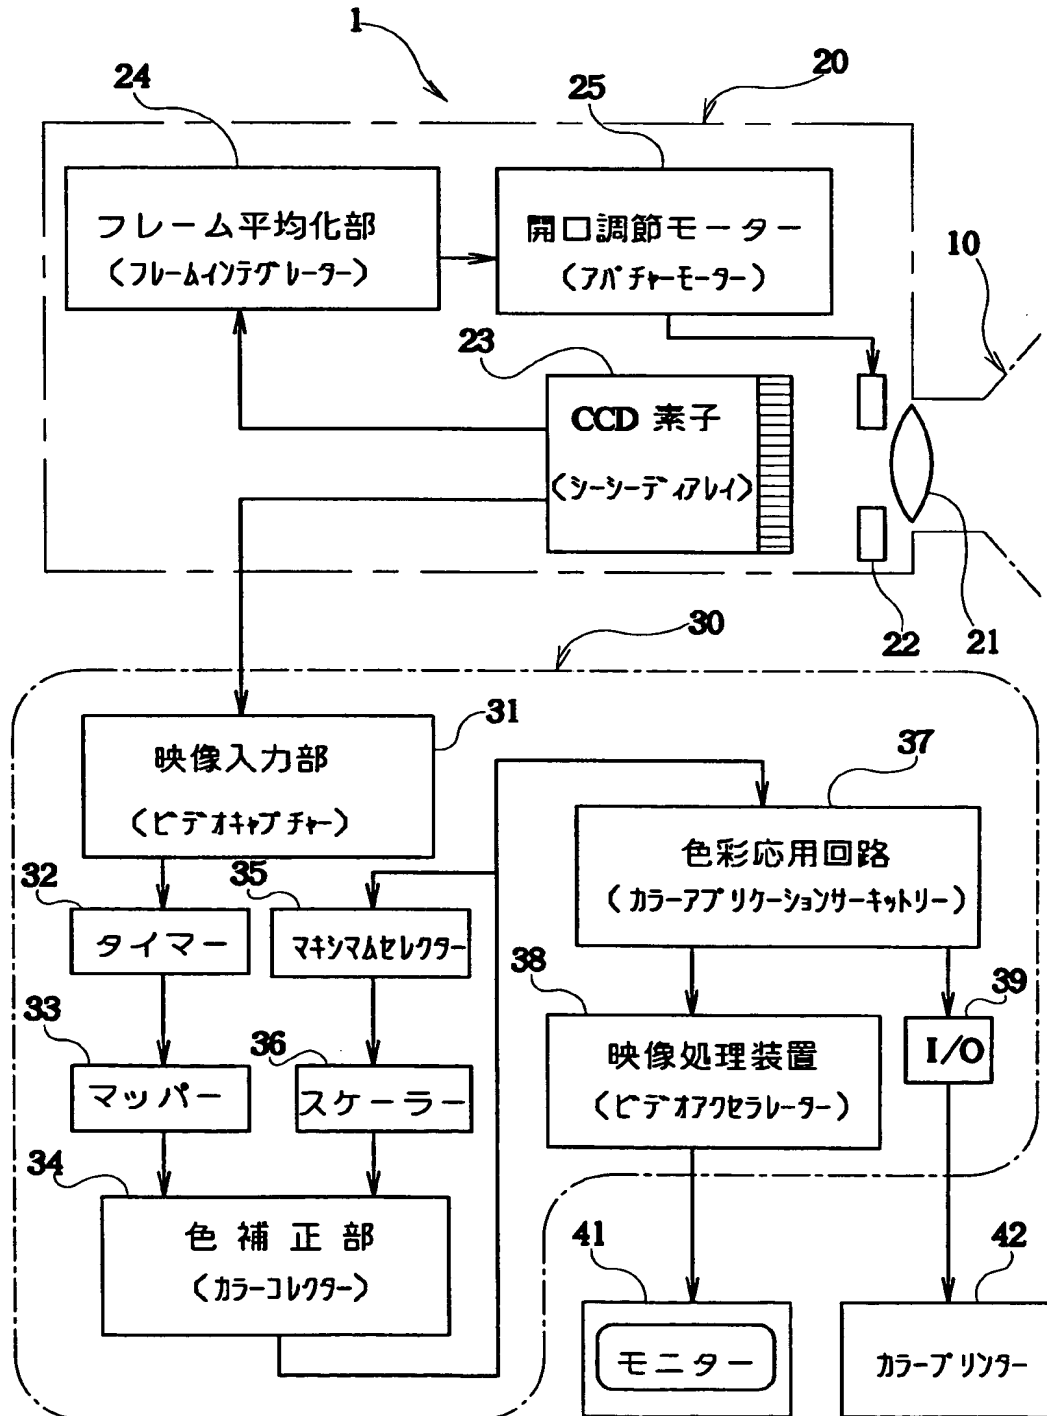 1
20
24
25
フレーム平均化部
(フレームインテグレーター)
開口調節モーター
(アパチャーモーター)
10
23
CCD 素子
(シーシーディアレイ)
22
21
30
31
映像入力部
(ビデオキャプチャー)
37
色彩応用回路
(カラーアプリケーションサーキットリー)
32
タイマー
35
マキシマムセレクター
38
映像処理装置
(ビデオアクセラレーター)
39
I/O
33
マッパー
36
スケーラー
34
色補正部
(カラーコレクター)
41
モニター
42
カラープリンター